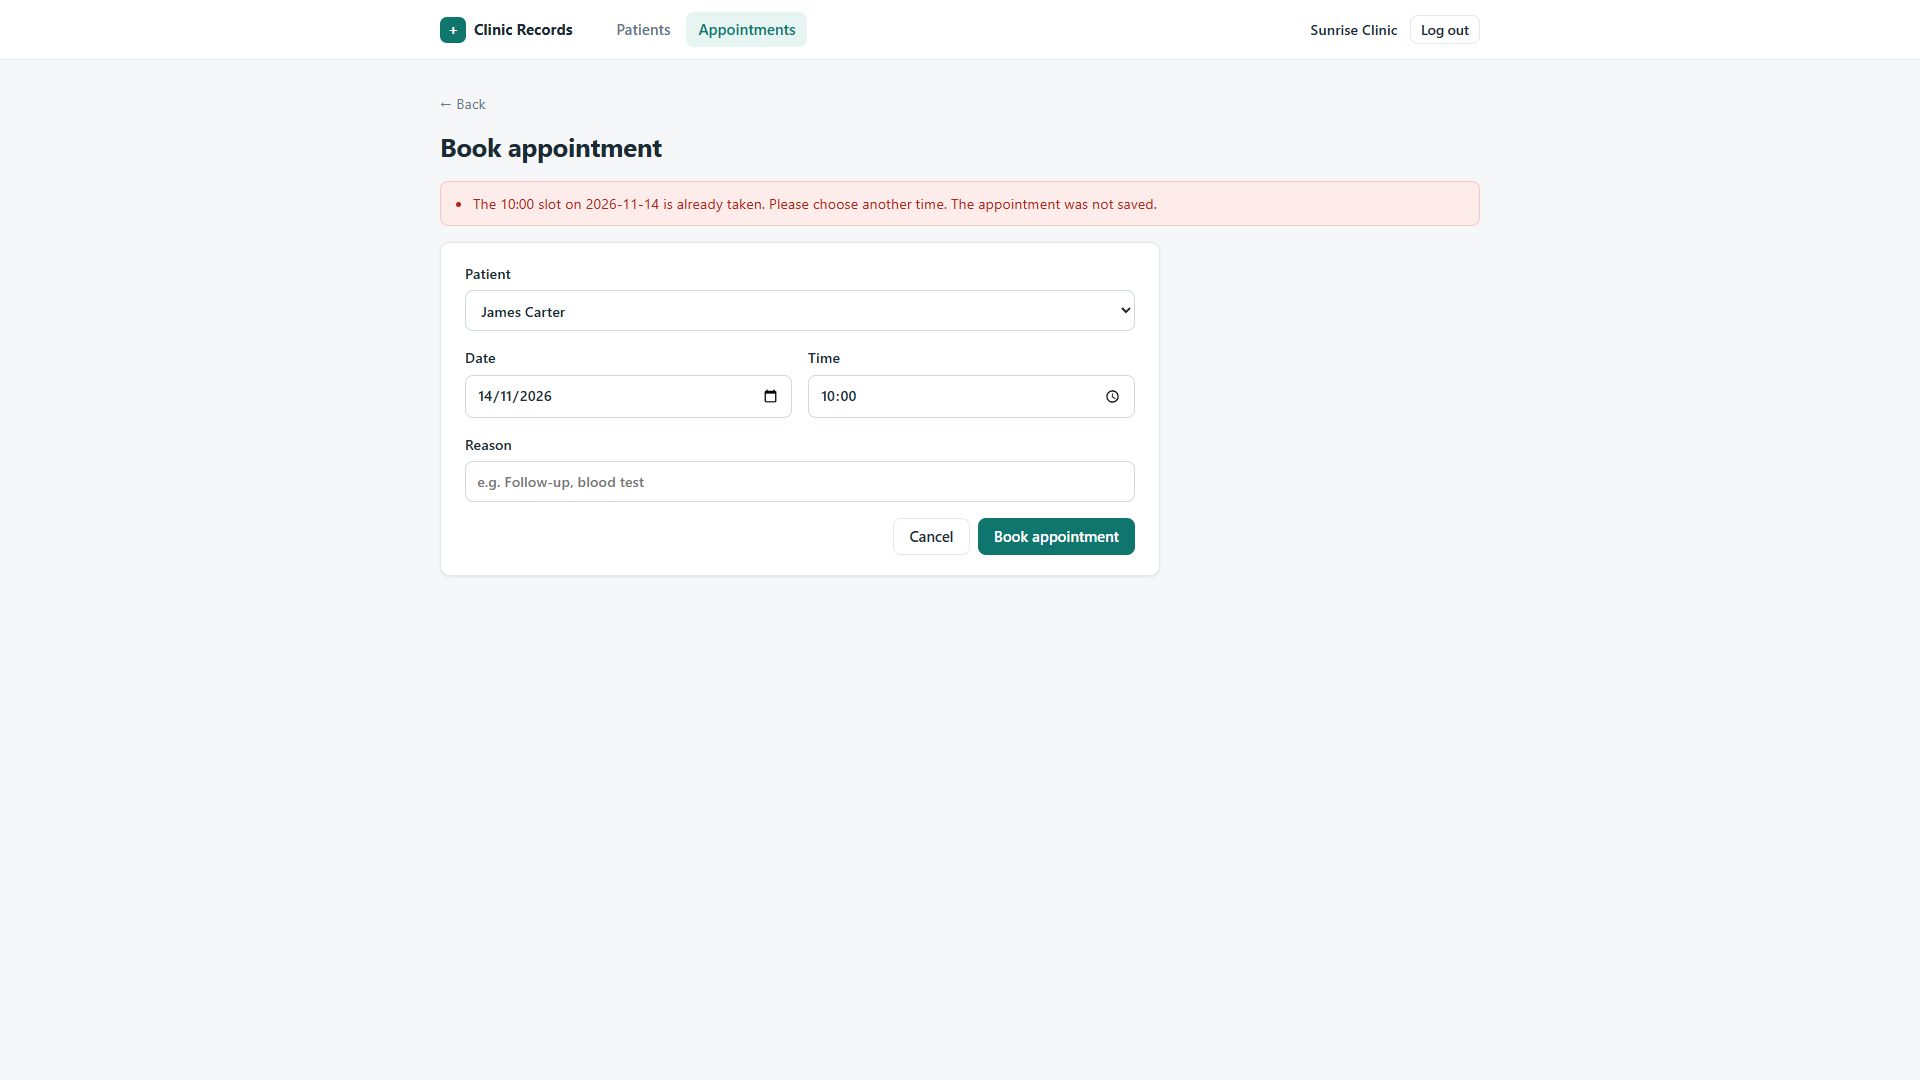 + Clinic Records Patients Appointments Sunrise Clinic Log out
← Back
Book appointment
• The 10:00 slot on 2026-11-14 is already taken. Please choose another time. The appointment was not saved.
Patient
James Carter
Date Time
14/11/2026 10:00
Reason
e.g. Follow-up, blood test
Cancel Book appointment